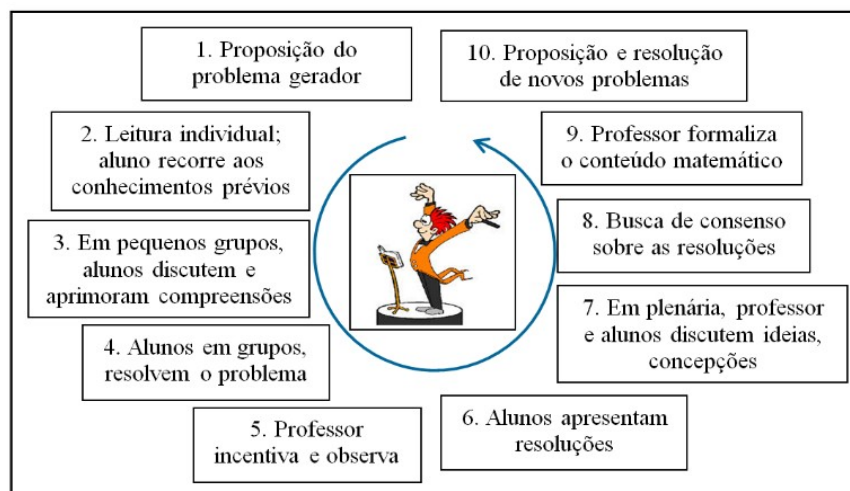 1. Proposição do
problema gerador
2. Leitura individual;
aluno recorre aos
conhecimentos prévios
3. Em pequenos grupos,
alunos discutem e
aprimoram compreensões
4. Alunos em grupos,
resolvem o problema
5. Professor
incentiva e observa
6. Alunos apresentam
resoluções
7. Em plenária, professor
e alunos discutem ideias,
concepções
8. Busca de consenso
sobre as resoluções
9. Professor formaliza
o conteúdo matemático
10. Proposição e resolução
de novos problemas